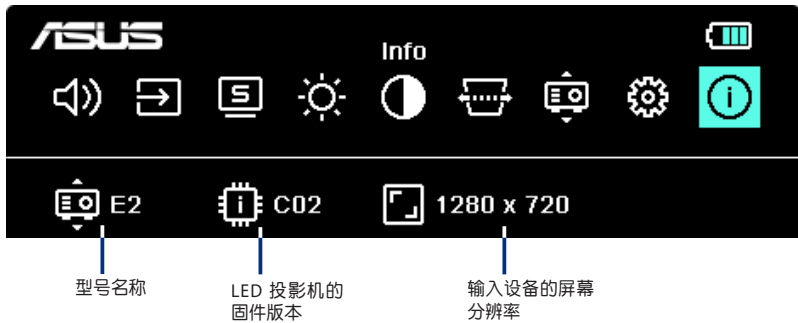 ASUS
Info
E2
C02
1280 x 720
型号名称
LED 投影机的
固件版本
输入设备的屏幕
分辨率